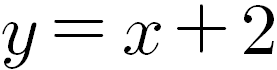 y = x + 2